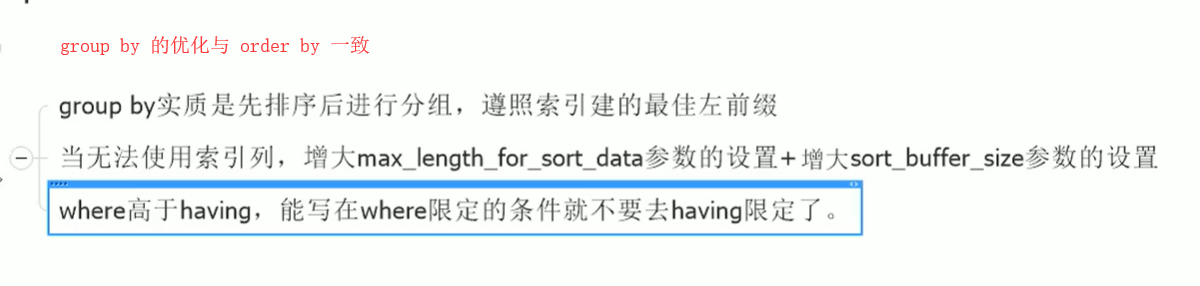 group by 的优化与 order by 一致
group by实质是先排序后进行分组，遵照索引建的最佳左前缀
当无法使用索引列，增大max_length_for_sort_data参数的设置+增大sort_buffer_size参数的设置
where高于having，能写在where限定的条件就不要去having限定了。